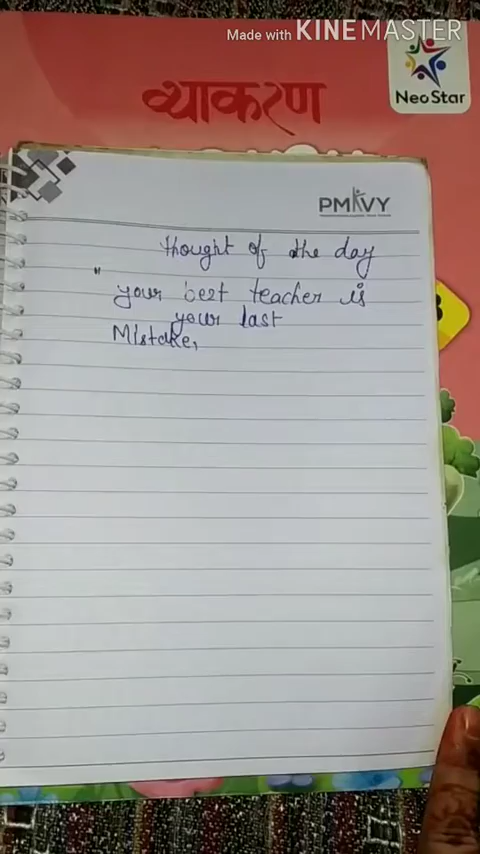 Made with KINEMASTER
NeoStar
व्याकरण
PMKVY
thought of the day
" your best teacher is
your last
Mistake,